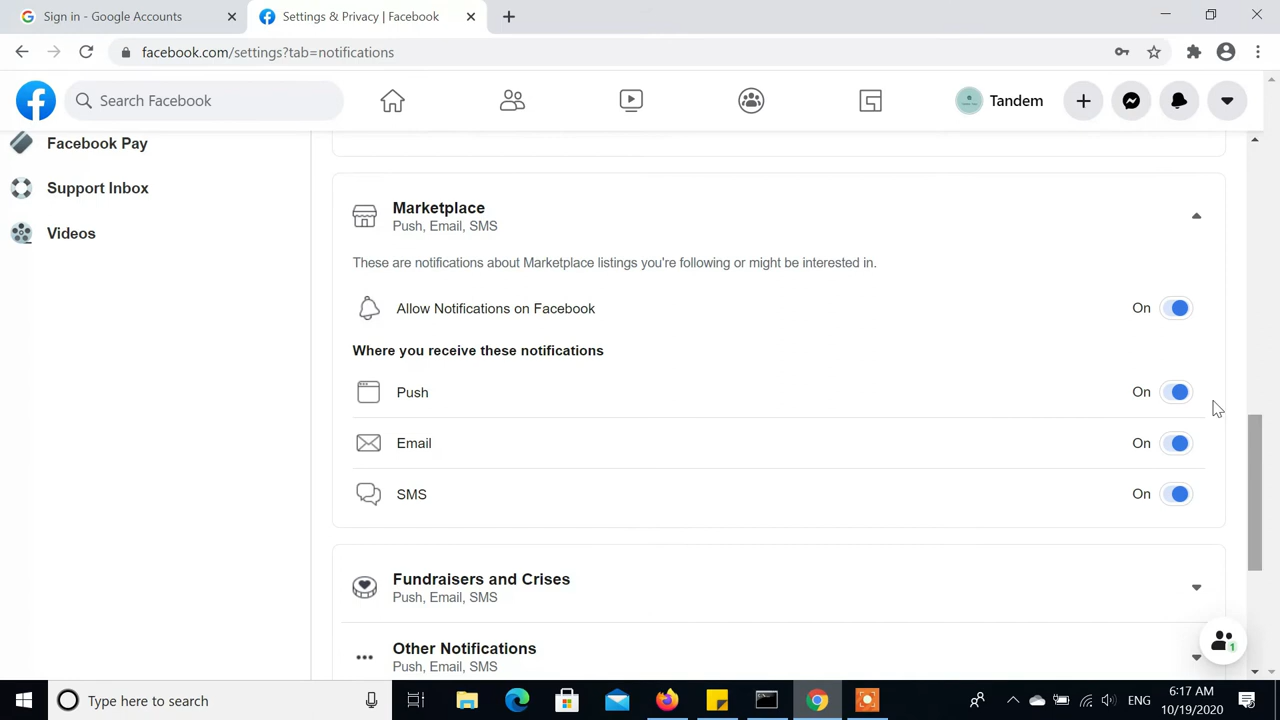 Sign in - Google Accounts
Settings & Privacy | Facebook
facebook.com/settings?tab=notifications
Search Facebook
Tandem
Facebook Pay
Support Inbox
Videos
Marketplace
Push, Email, SMS
These are notifications about Marketplace listings you're following or might be interested in.
Allow Notifications on Facebook On
Where you receive these notifications
Push On
Email On
SMS On
Fundraisers and Crises
Push, Email, SMS
Other Notifications
Push, Email, SMS
1
Type here to search
ENG
6:17 AM
10/19/2020